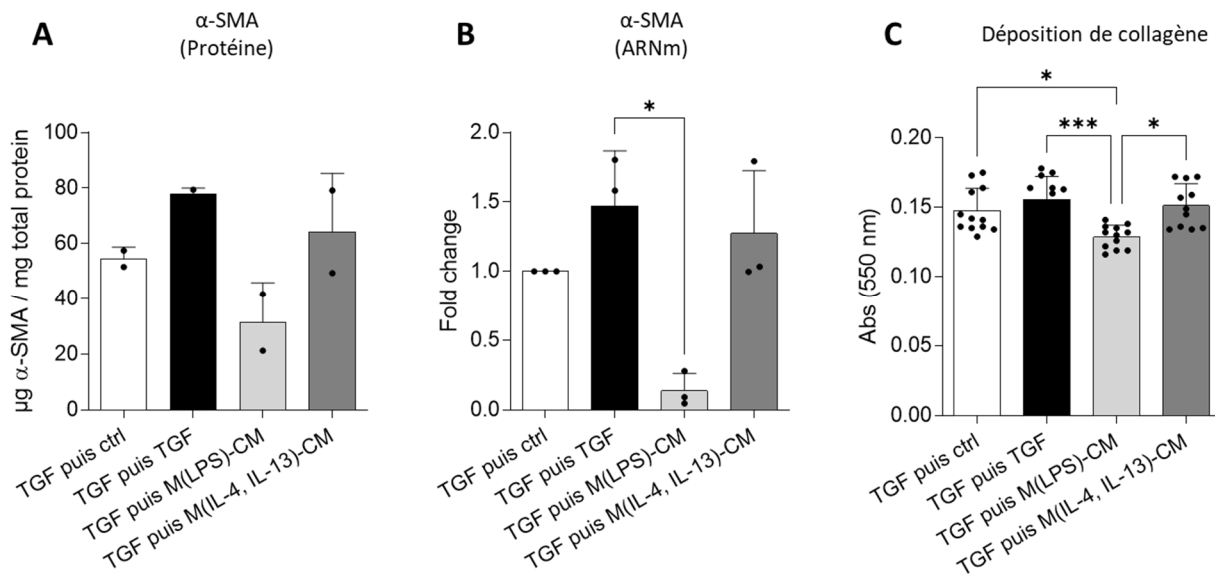 A
α-SMA
(Protéine)
µg α-SMA / mg total protein
100
80
60
40
20
0
TGF puis ctrl
TGF puis TGF
TGF puis M(LPS)-CM
TGF puis M(IL-4, IL-13)-CM
B
α-SMA
(ARNm)
Fold change
2.0
1.5
1.0
0.5
0.0
*
TGF puis ctrl
TGF puis TGF
TGF puis M(LPS)-CM
TGF puis M(IL-4, IL-13)-CM
C
Déposition de collagène
Abs (550 nm)
0.20
0.15
0.10
0.05
0.00
*
***
*
TGF puis ctrl
TGF puis TGF
TGF puis M(LPS)-CM
TGF puis M(IL-4, IL-13)-CM